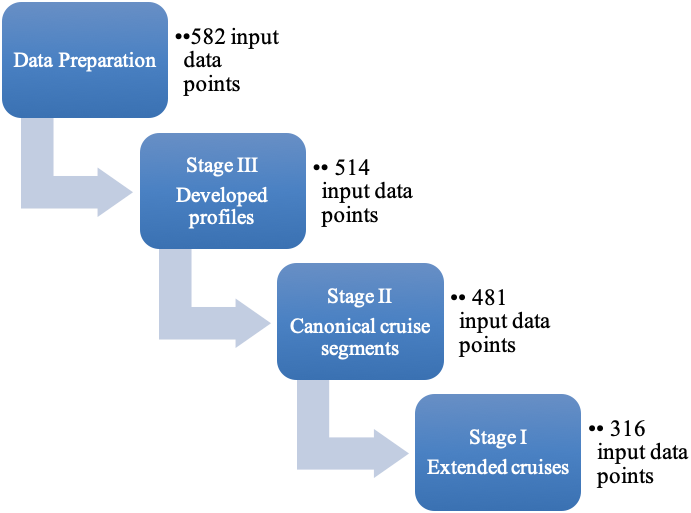 Data Preparation
••582 input
data
points
Stage III
Developed
profiles
•• 514
input data
points
Stage II
Canonical cruise
segments
•• 481
input data
points
Stage I
Extended cruises
•• 316
input data
points